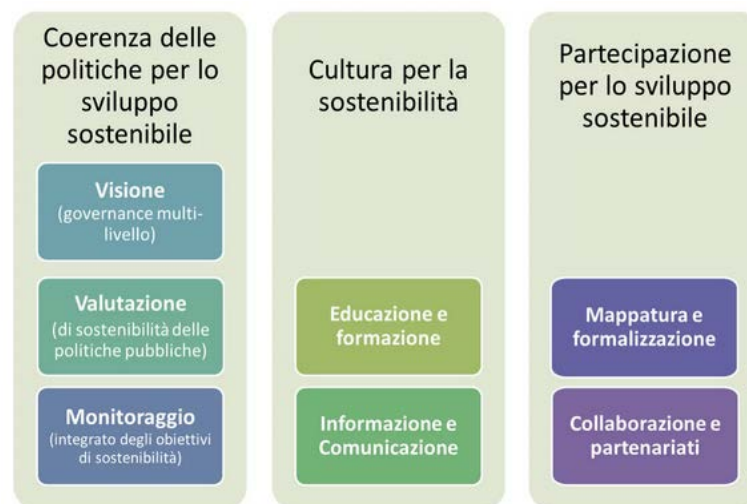 Coerenza delle
politiche per lo
sviluppo
sostenibile
Visione
(governance multi-
livello)
Valutazione
(di sostenibilità delle
politiche pubbliche)
Monitoraggio
(integrato degli obiettivi
di sostenibilità)
Cultura per la
sostenibilità
Educazione e
formazione
Informazione e
Comunicazione
Partecipazione
per lo sviluppo
sostenibile
Mappatura e
formalizzazione
Collaborazione e
partenariati